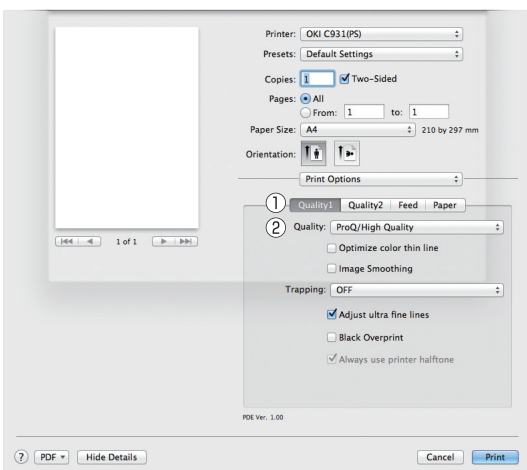 Printer: OKI C931(PS)
Presets: Default Settings
Copies: 1 Two-Sided
Pages: All
From: 1 to: 1
Paper Size: A4 210 by 297 mm
Orientation:
Print Options
① Quality1 Quality2 Feed Paper
② Quality: ProQ/High Quality
1 of 1
Optimize color thin line
Image Smoothing
Trapping: OFF
Adjust ultra fine lines
Black Overprint
Always use printer halftone
PDE Ver. 1.00
? PDF Hide Details Cancel Print